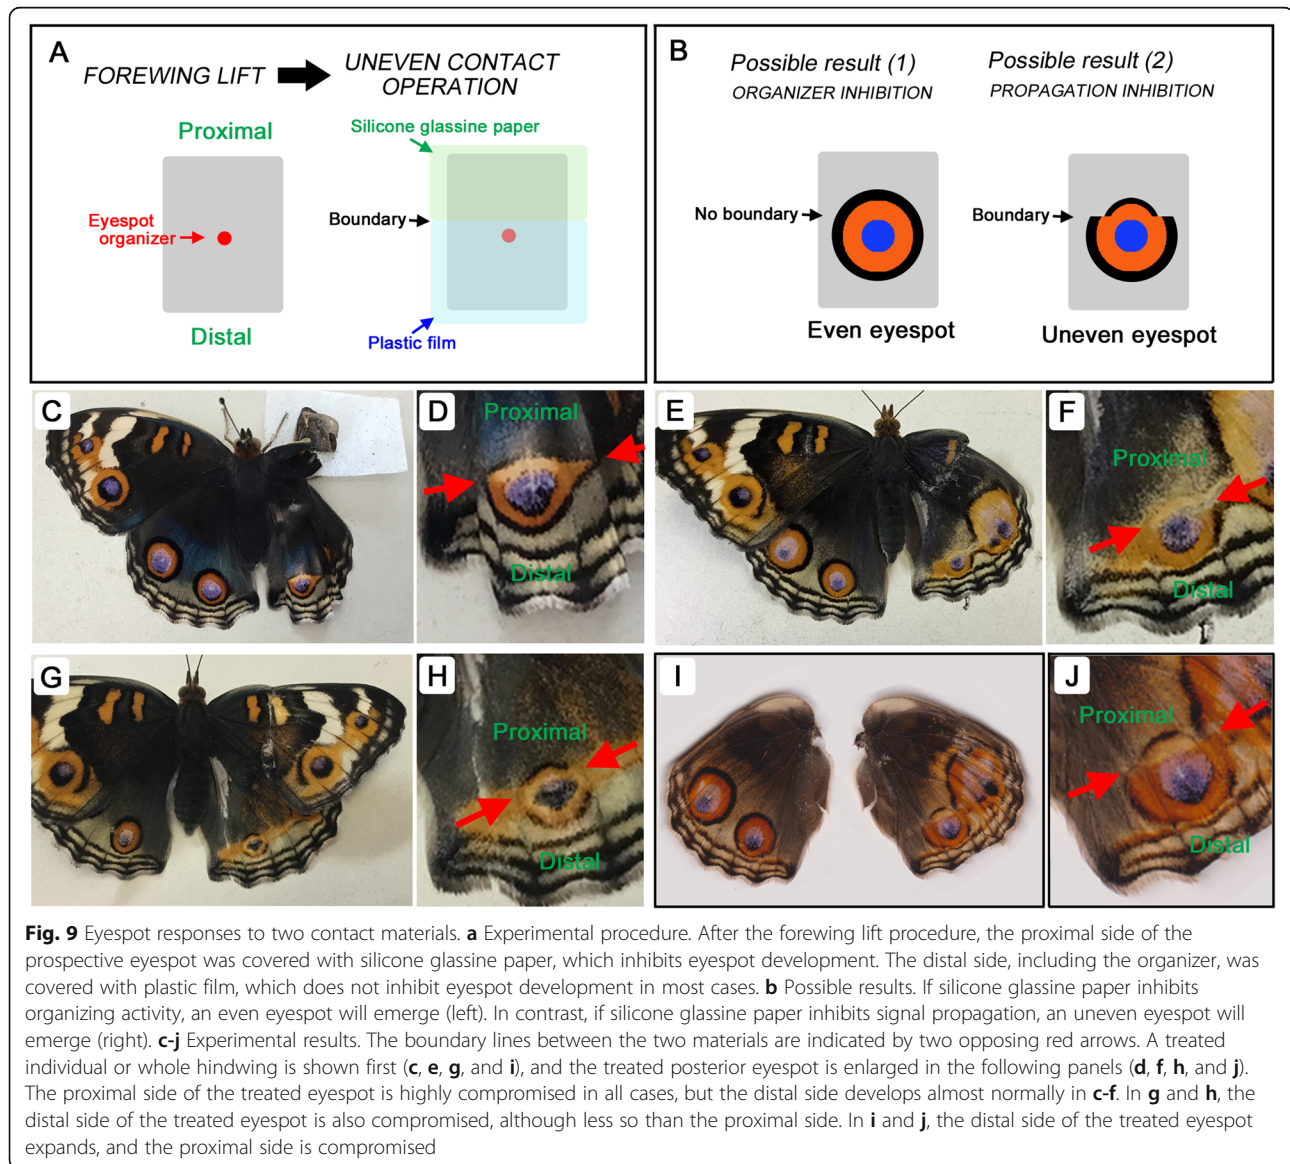 A
FOREWING LIFT
UNEVEN CONTACT
OPERATION
Proximal
Silicone glassine paper
Eyespot
organizer
Boundary
Distal
Plastic film
B
Possible result (1)
ORGANIZER INHIBITION
Possible result (2)
PROPAGATION INHIBITION
No boundary
Boundary
Even eyespot
Uneven eyespot
C
D
Proximal
Distal
E
F
Proximal
Distal
G
H
Proximal
Distal
I
J
Proximal
Distal
Fig. 9 Eyespot responses to two contact materials. a Experimental procedure. After the forewing lift procedure, the proximal side of the
prospective eyespot was covered with silicone glassine paper, which inhibits eyespot development. The distal side, including the organizer, was
covered with plastic film, which does not inhibit eyespot development in most cases. b Possible results. If silicone glassine paper inhibits
organizing activity, an even eyespot will emerge (left). In contrast, if silicone glassine paper inhibits signal propagation, an uneven eyespot will
emerge (right). c-j Experimental results. The boundary lines between the two materials are indicated by two opposing red arrows. A treated
individual or whole hindwing is shown first (c, e, g, and i), and the treated posterior eyespot is enlarged in the following panels (d, f, h, and j).
The proximal side of the treated eyespot is highly compromised in all cases, but the distal side develops almost normally in c-f. In g and h, the
distal side of the treated eyespot is also compromised, although less so than the proximal side. In i and j, the distal side of the treated eyespot
expands, and the proximal side is compromised